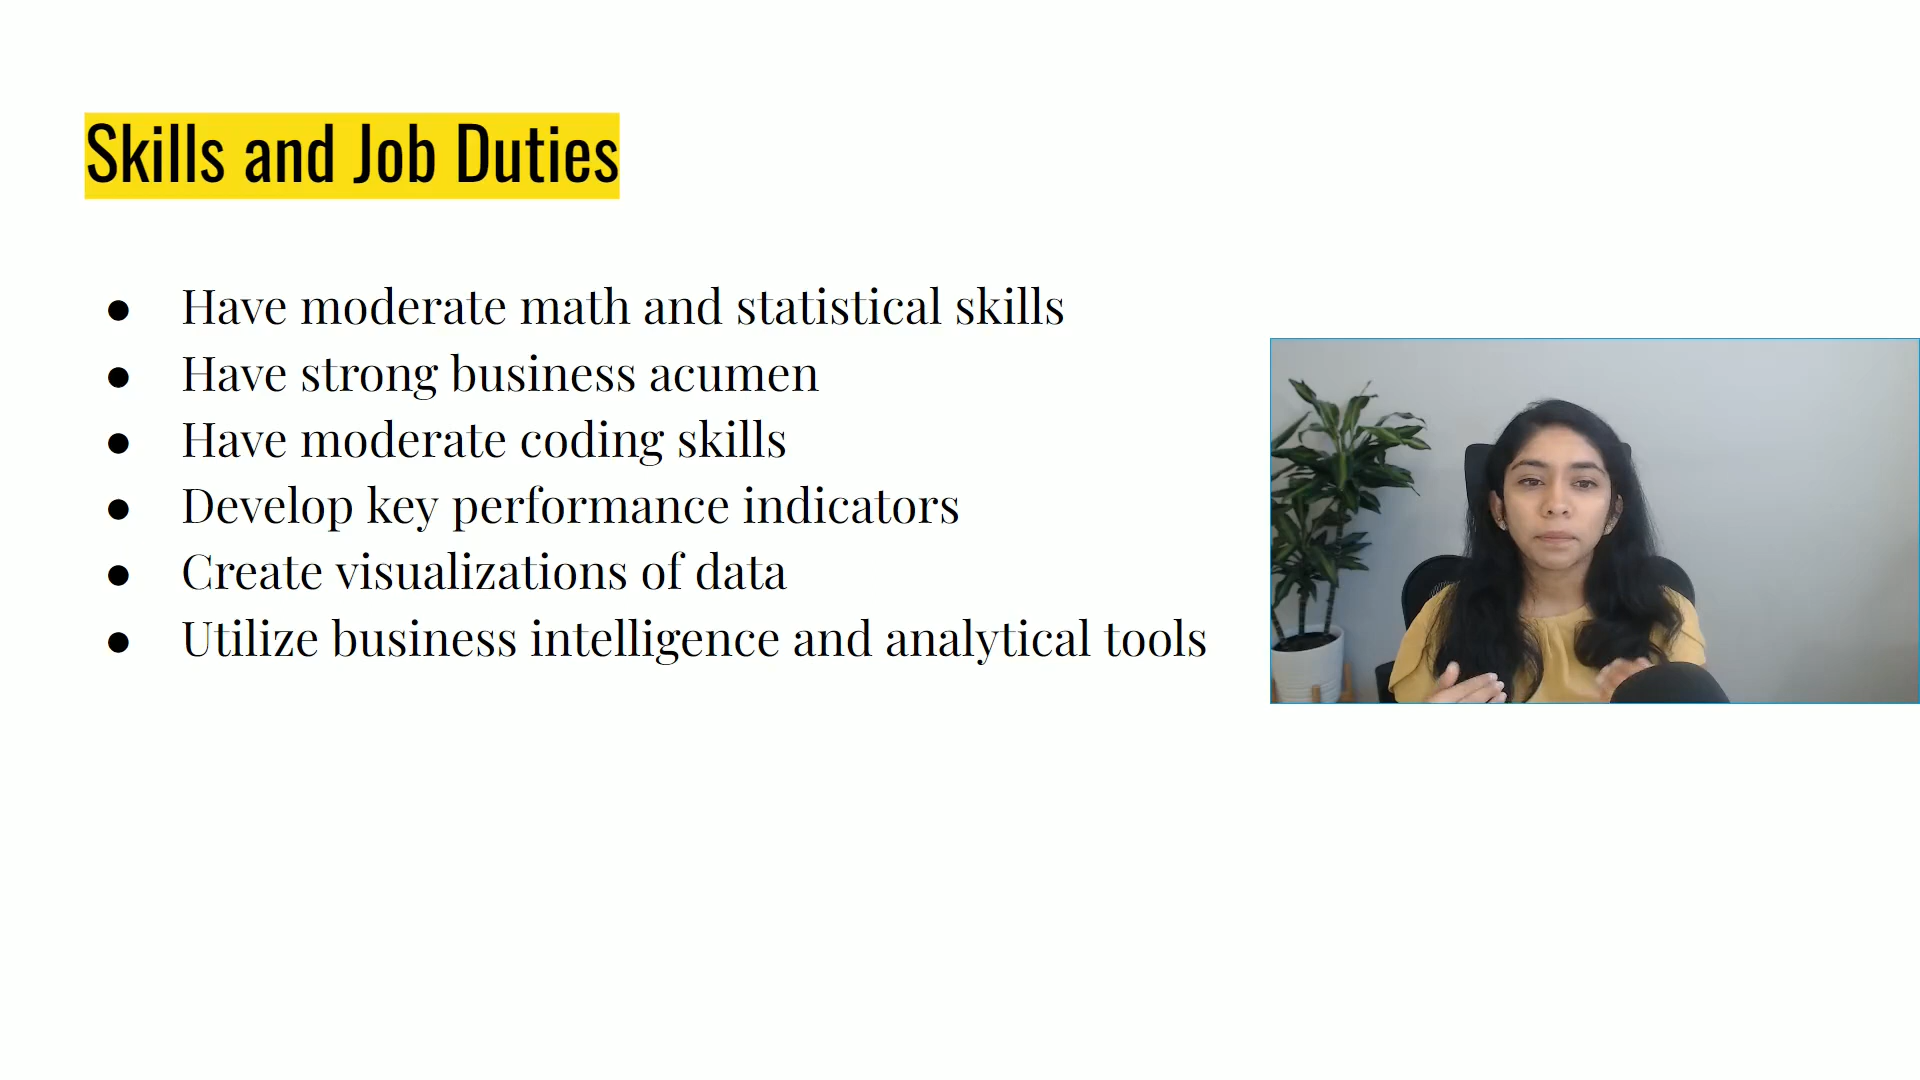 Skills and Job Duties
● Have moderate math and statistical skills
● Have strong business acumen
● Have moderate coding skills
● Develop key performance indicators
● Create visualizations of data
● Utilize business intelligence and analytical tools